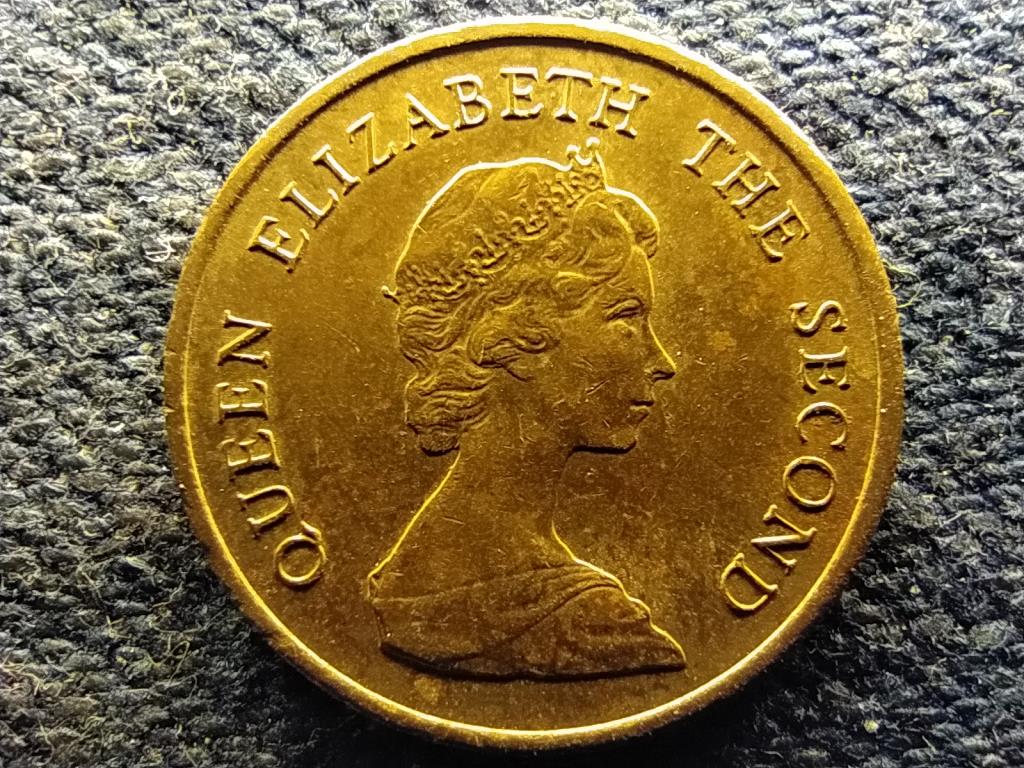 QUEEN ELIZABETH THE SECOND